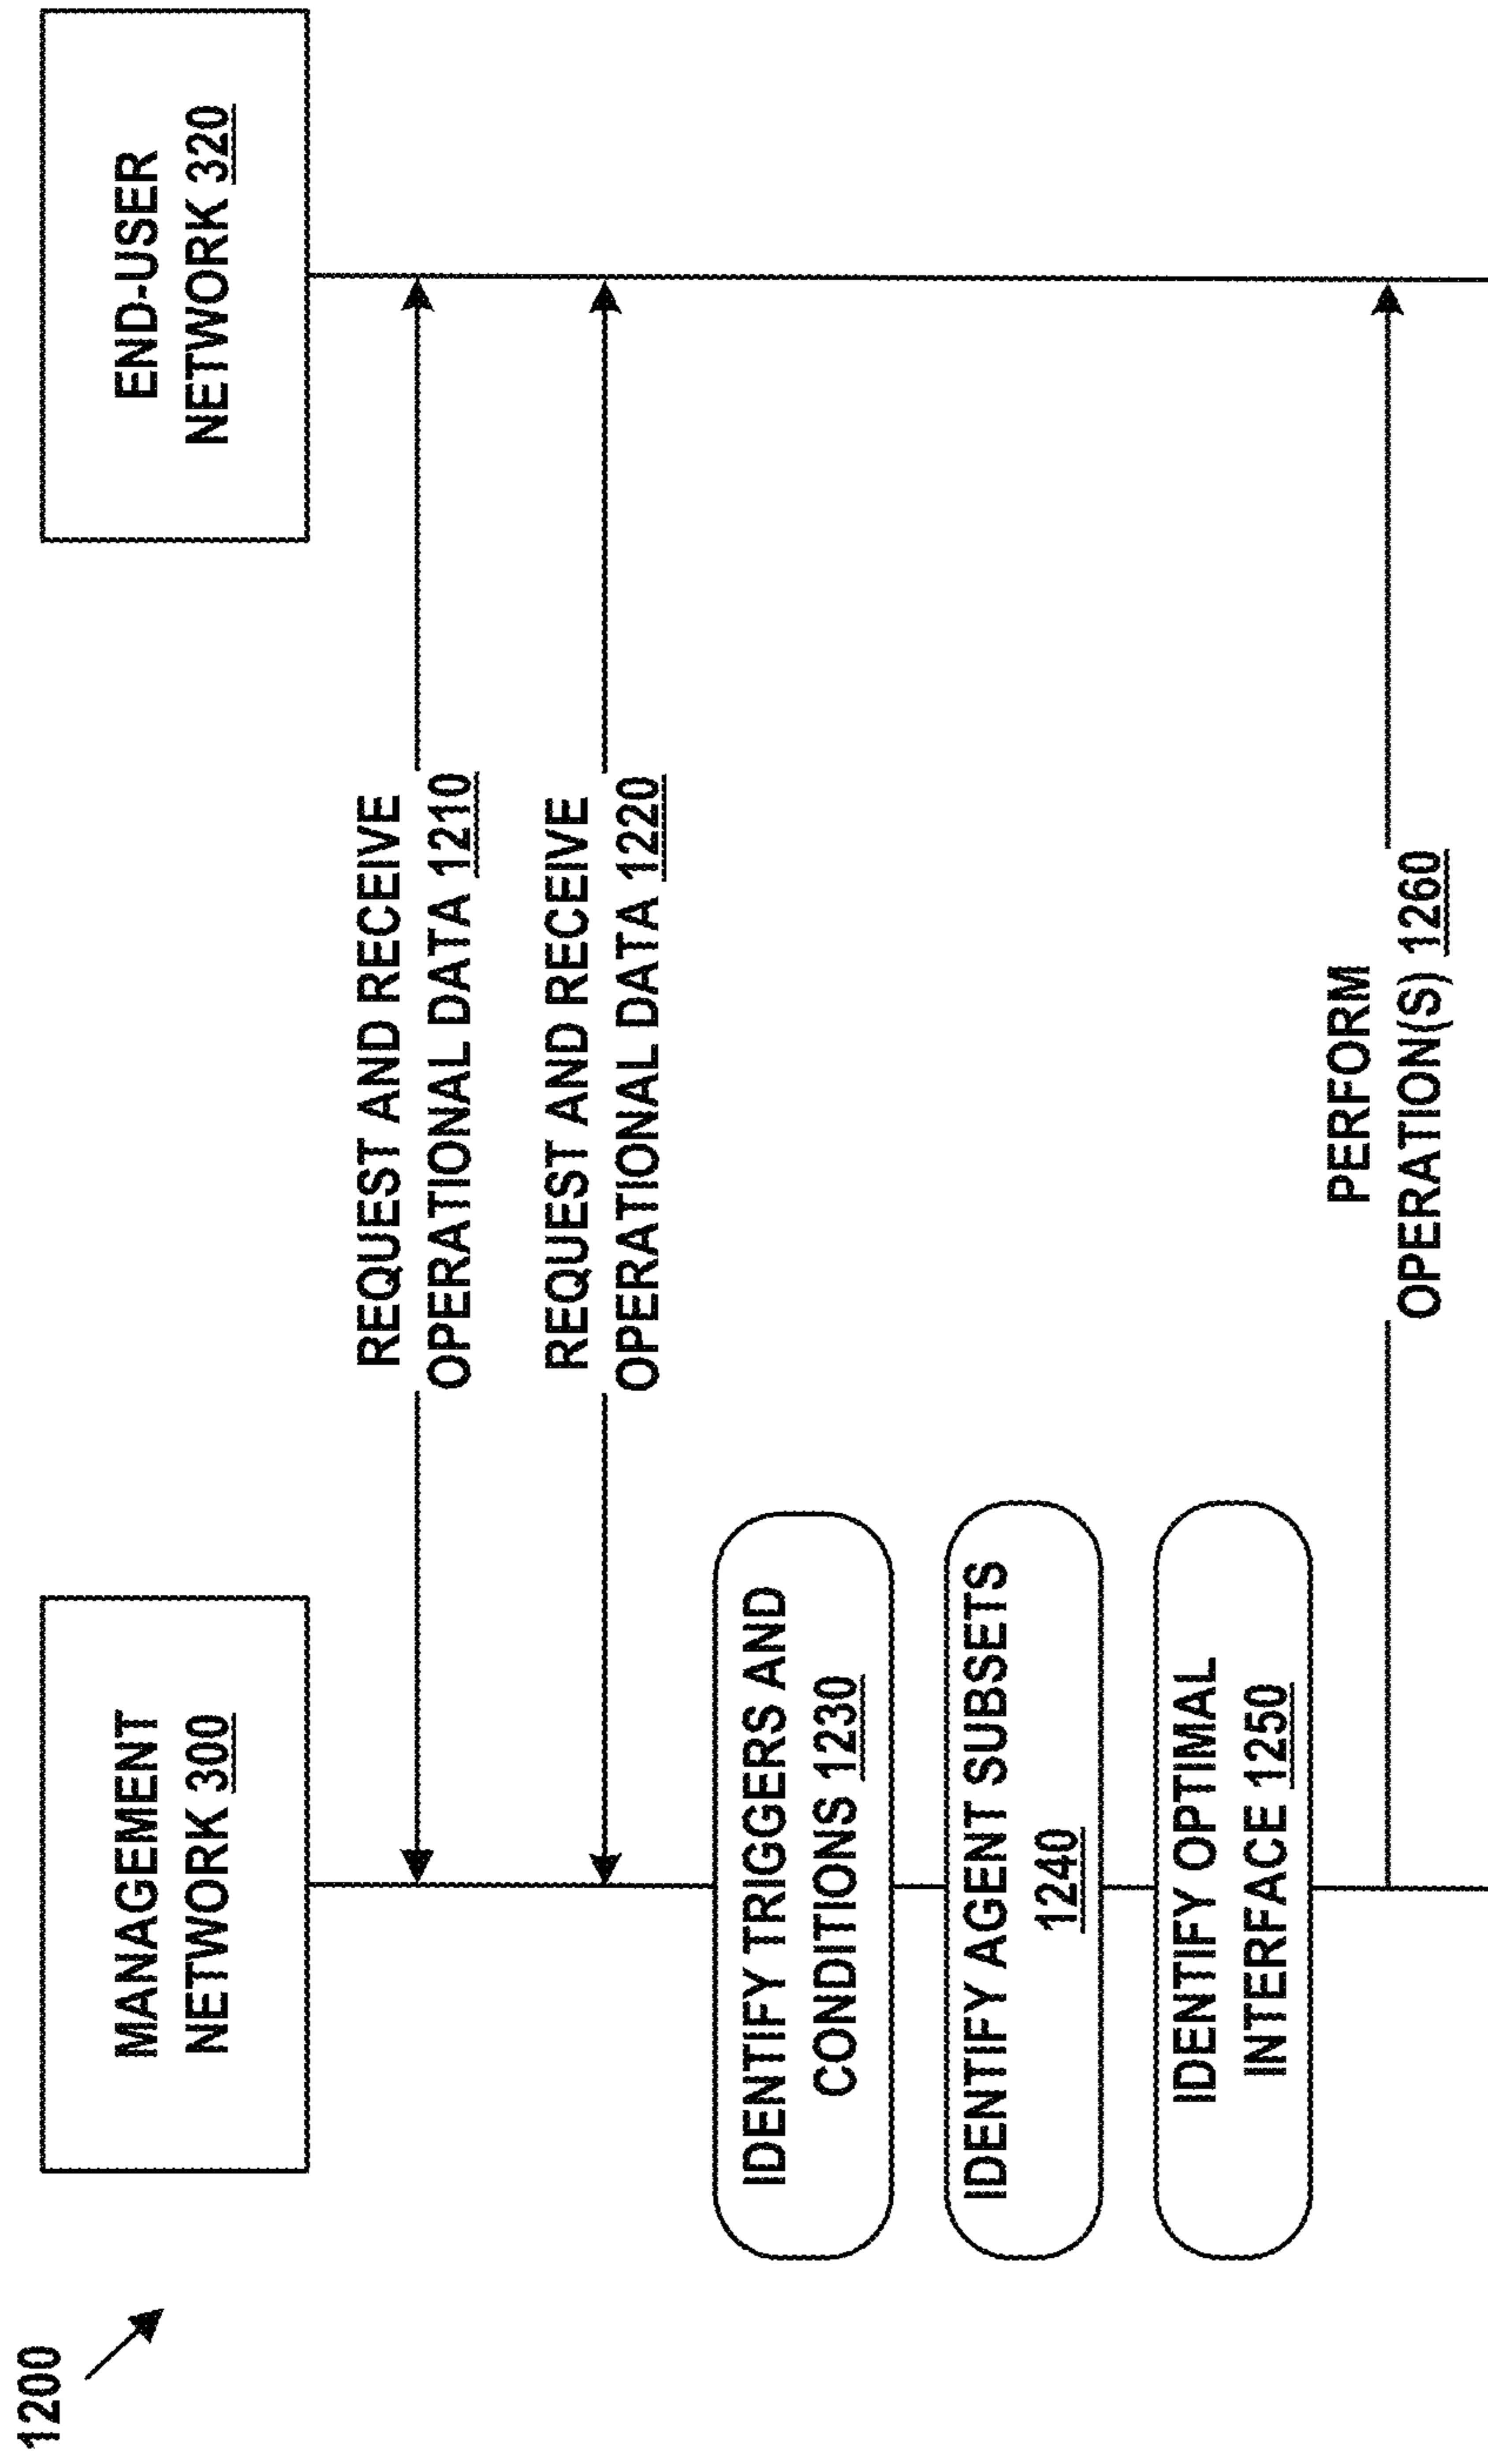 1200
MANAGEMENT
NETWORK 300
END-USER
NETWORK 320
REQUEST AND RECEIVE
OPERATIONAL DATA 1210
REQUEST AND RECEIVE
OPERATIONAL DATA 1220
IDENTIFY TRIGGERS AND
CONDITIONS 1230
IDENTIFY AGENT SUBSETS
1240
IDENTIFY OPTIMAL
INTERFACE 1250
PERFORM
OPERATION(S) 1260